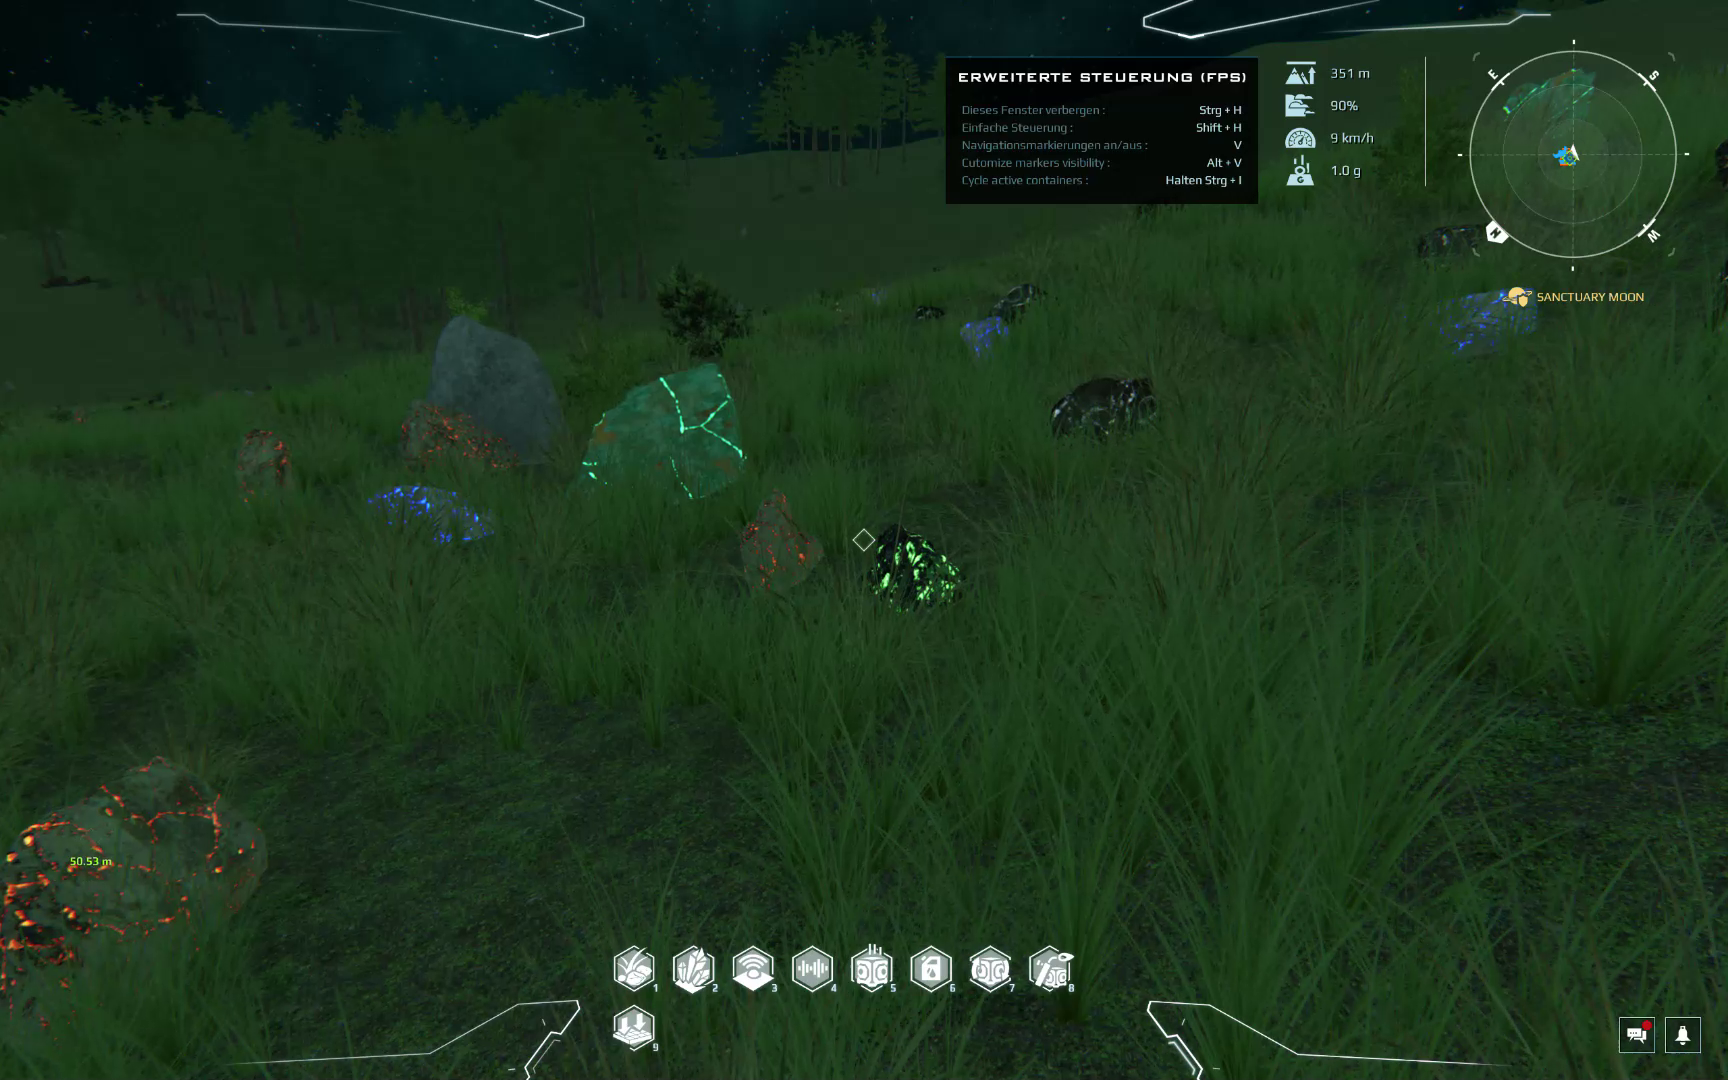 ERWEITERTE STEUERUNG (FPS)
Dieses Fenster verbergen : Strg + H
Einfache Steuerung : Shift + H
Navigationsmarkierungen an/aus : V
Cutomize markers visibility : Alt + V
Cycle active containers : Halten Strg + I
351 m
90%
9 km/h
G 1.0 g
E
S
N
W
SANCTUARY MOON
50.53 m
1 2 3 4 5 6 7 8
9